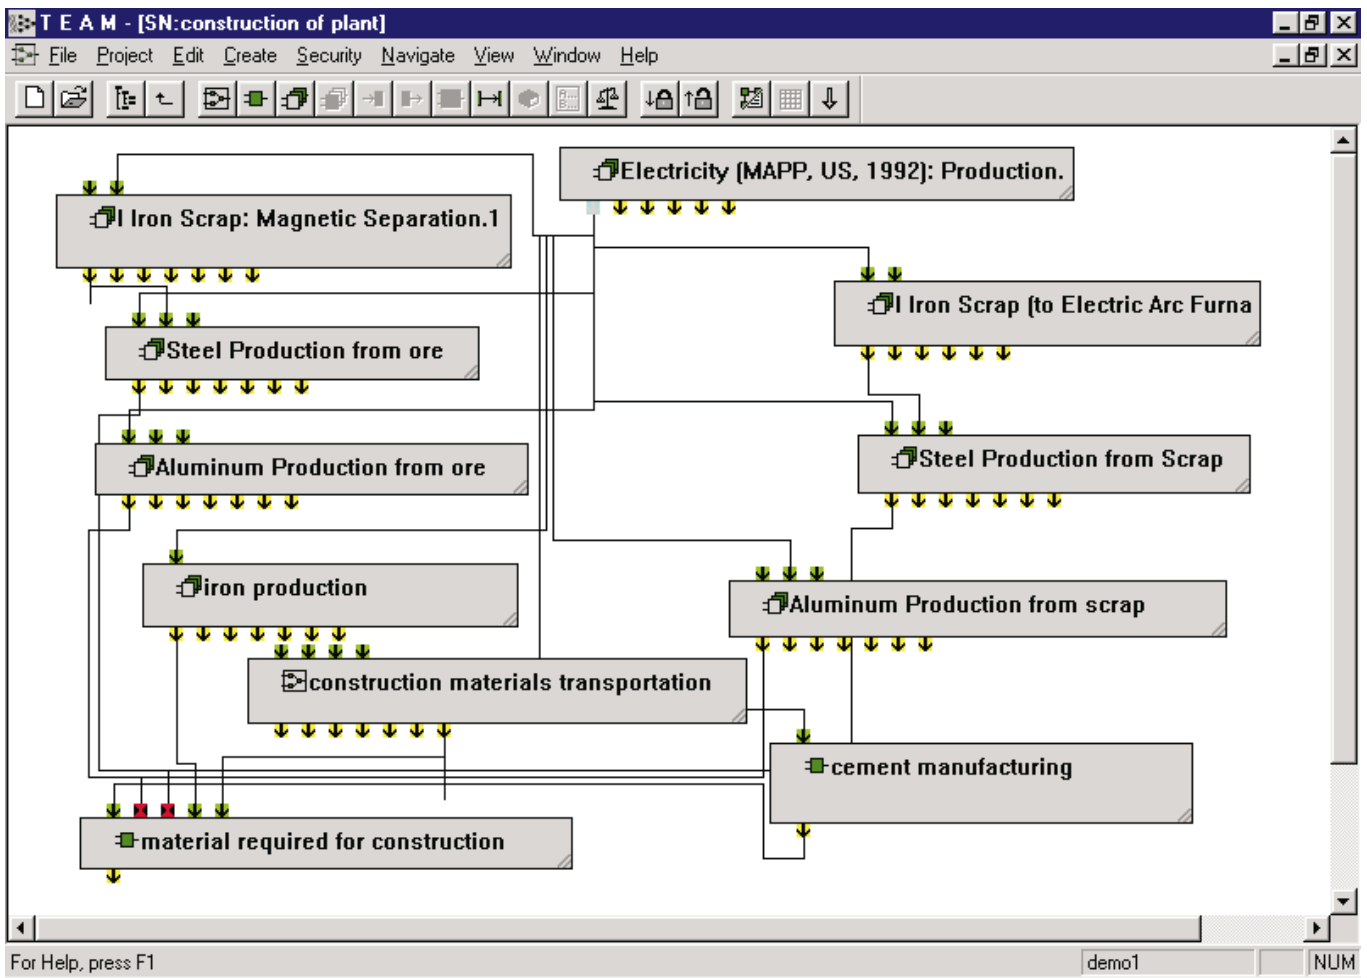 T E A M - [SN:construction of plant]
File Project Edit Create Security Navigate View Window Help
Electricity (MAPP, US, 1992): Production.
l Iron Scrap: Magnetic Separation.1
l Iron Scrap (to Electric Arc Furna
Steel Production from ore
Aluminum Production from ore
Steel Production from Scrap
iron production
Aluminum Production from scrap
construction materials transportation
cement manufacturing
material required for construction
For Help, press F1 demo1 NUM